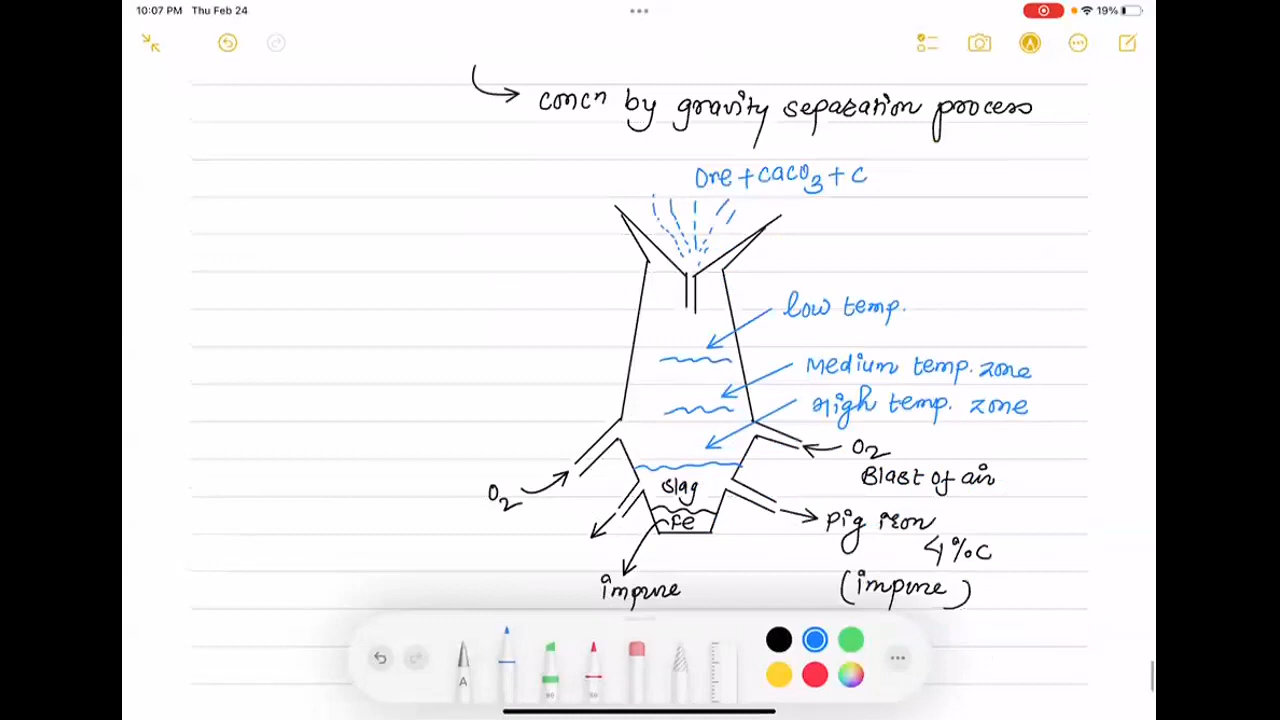 10:07 PM Thu Feb 24
19%
concn by gravity separation process
Ore + CaCO3 + C
low temp.
Medium temp. zone
High temp. zone
O2
Blast of air
O2
slag
Fe
pig iron
4% C
impure
(impure)
A